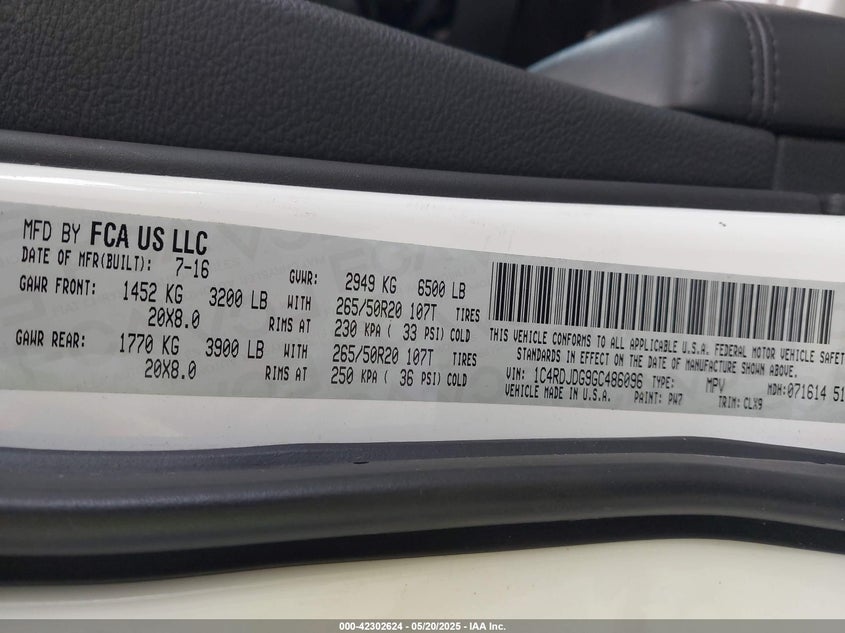 MFD BY FCA US LLC
DATE OF MFR(BUILT): 7-16
GVWR: 2949 KG 6500 LB
GAWR FRONT: 1452 KG 3200 LB WITH 265/50R20 107T TIRES
20X8.0 RIMS AT 230 KPA ( 33 PSI) COLD
GAWR REAR: 1770 KG 3900 LB WITH 265/50R20 107T TIRES
20X8.0 RIMS AT 250 KPA ( 36 PSI) COLD
THIS VEHICLE CONFORMS TO ALL APPLICABLE U.S.A. FEDERAL MOTOR VEHICLE SAFET
STANDARDS IN EFFECT ON THE DATE OF MANUFACTURE SHOWN ABOVE.
VIN: 1C4RDJDG9GC486096 TYPE: MPV MDH:071614 51
VEHICLE MADE IN U.S.A. PAINT: PW7 TRIM: CLX9
000-42302624 - 05/20/2025 - IAA Inc.